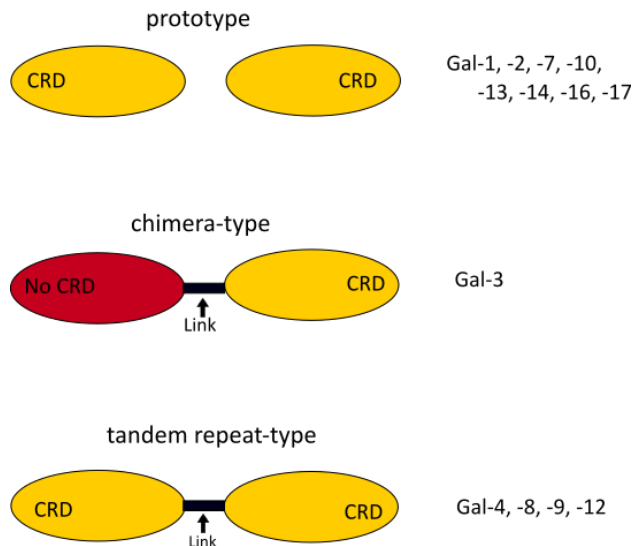 prototype
CRD
CRD
Gal-1, -2, -7, -10,
-13, -14, -16, -17
chimera-type
No CRD
CRD
Gal-3
Link
tandem repeat-type
CRD
CRD
Gal-4, -8, -9, -12
Link